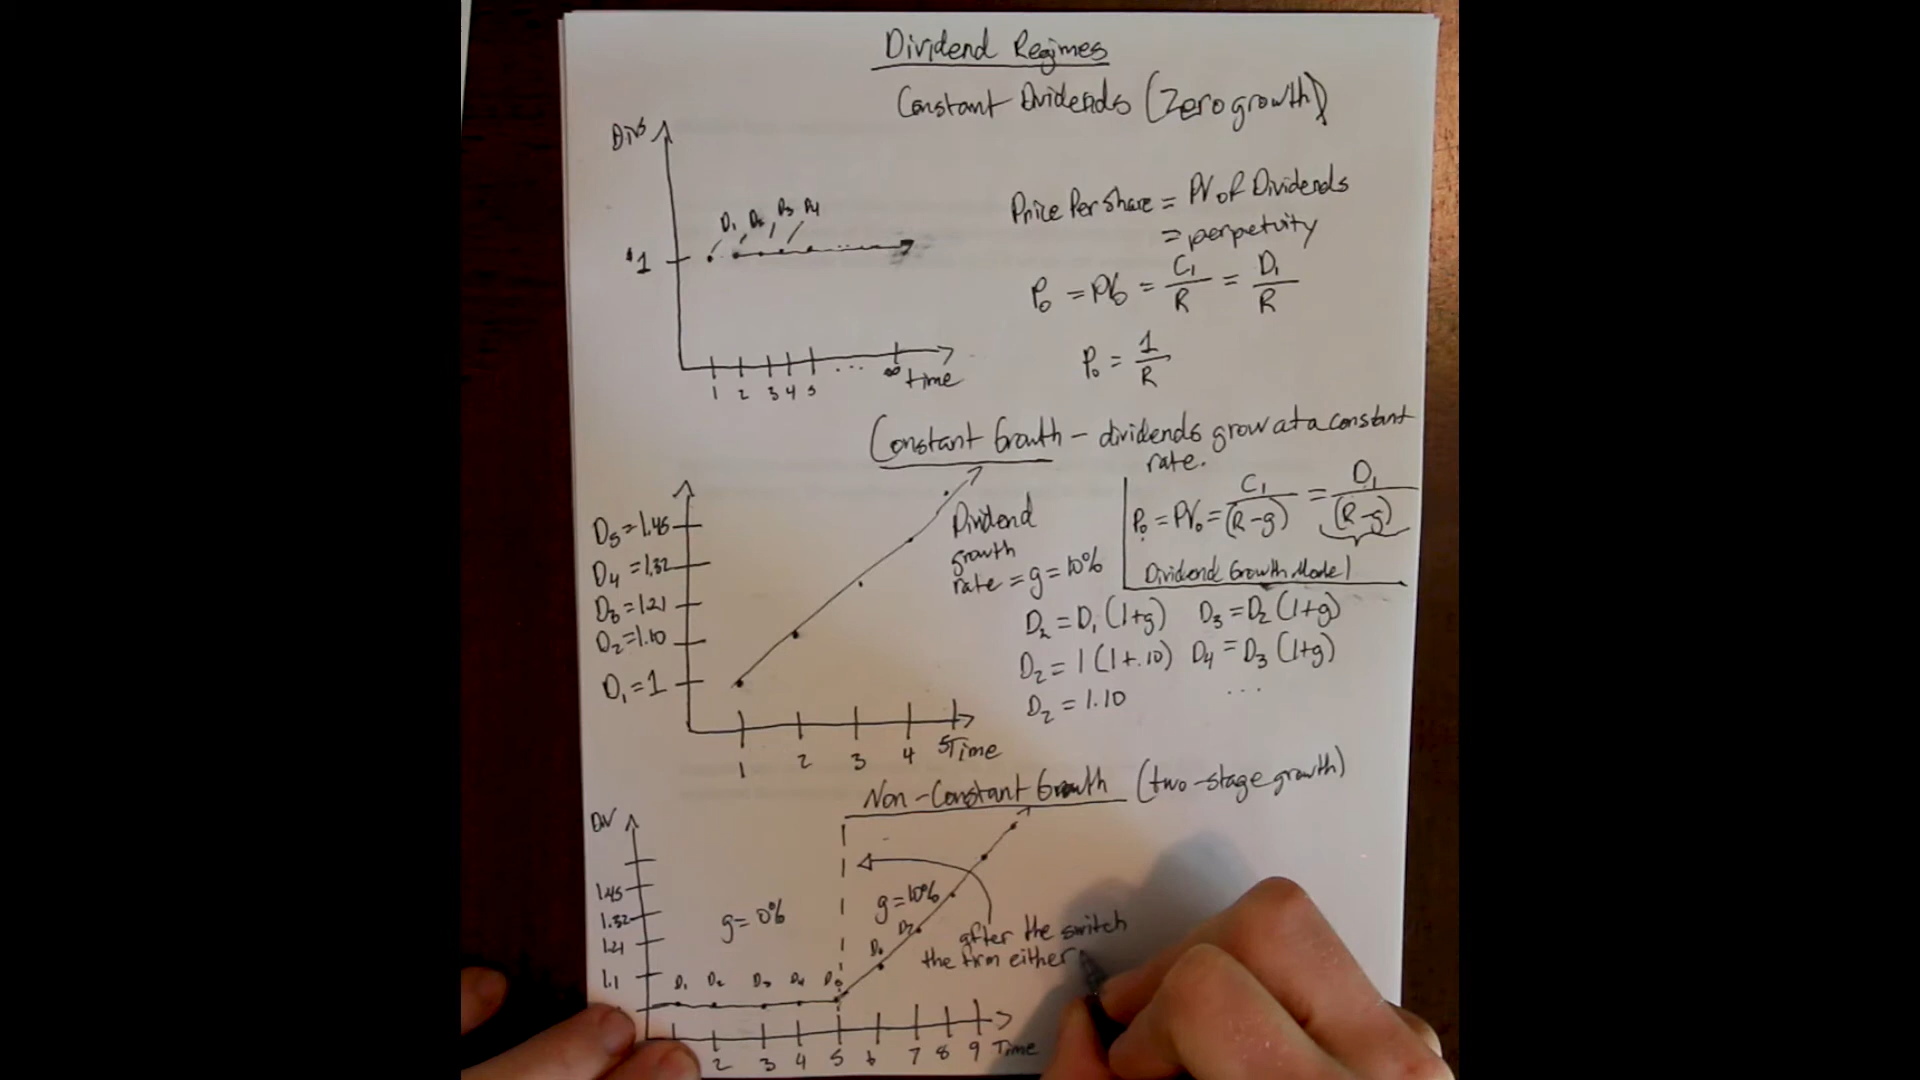 Dividend Regimes
Constant Dividends (Zero growth)
Divs
D1 D2 D3 D4
$1
1 2 3 4 5 ... ∞ time
Price Per Share = PV of Dividends
= perpetuity
P0 = PV0 = C1/R = D1/R
P0 = 1/R
Constant Growth - dividends grow at a constant
rate.
D5 = 1.45
D4 = 1.32
D3 = 1.21
D2 = 1.10
D1 = 1
1 2 3 4 5 Time
Dividend
growth
rate = g = 10%
P0 = PV0 = C1/(R-g) = D1/(R-g)
Dividend Growth Model
D2 = D1 (1+g) D3 = D2 (1+g)
D2 = 1 (1+.10) D4 = D3 (1+g)
D2 = 1.10 ...
Non-Constant Growth (two-stage growth)
Div
1.45
1.32
1.21
1.1
g = 0%
g = 10%
D1 D2 D3 D4
after the switch
the firm either
2 3 4 5 6 7 8 9 Time